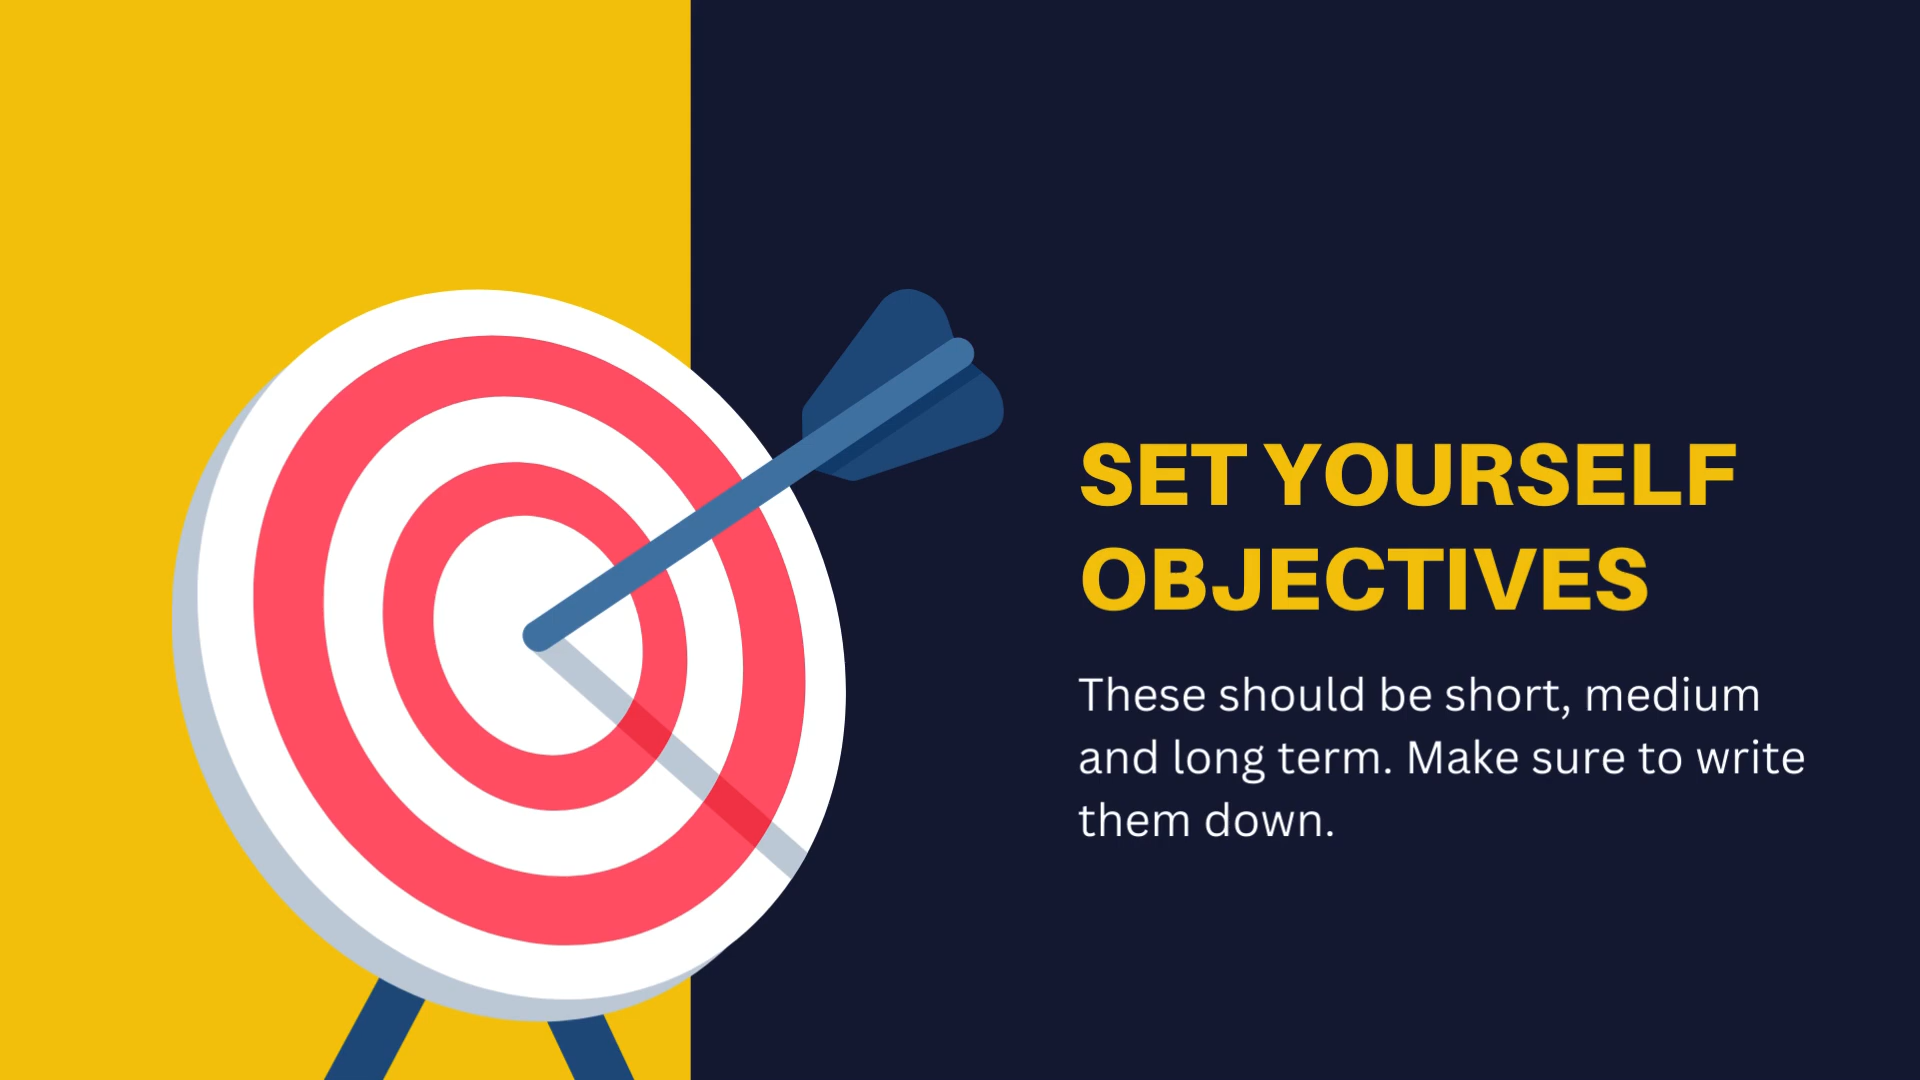 SET YOURSELF
OBJECTIVES
These should be short, medium
and long term. Make sure to write
them down.